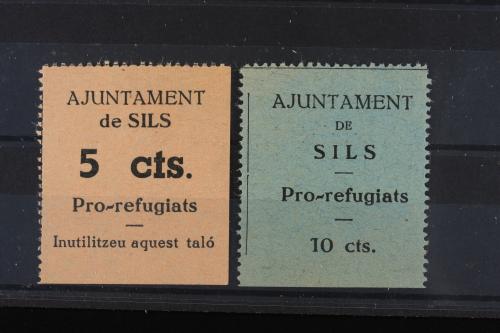 AJUNTAMENT
de SILS
5 cts.
Pro-refugiats
Inutilitzeu aquest taló
AJUNTAMENT
DE
SILS
Pro-refugiats
10 cts.